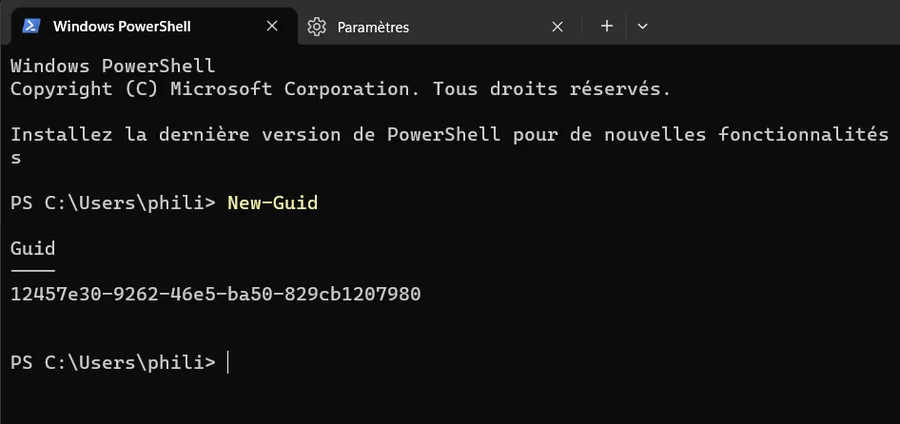 Windows PowerShell
Paramètres
Windows PowerShell
Copyright (C) Microsoft Corporation. Tous droits réservés.
Installez la dernière version de PowerShell pour de nouvelles fonctionnalités
s
PS C:\Users\phili> New-Guid
Guid
----
12457e30-9262-46e5-ba50-829cb1207980
PS C:\Users\phili>